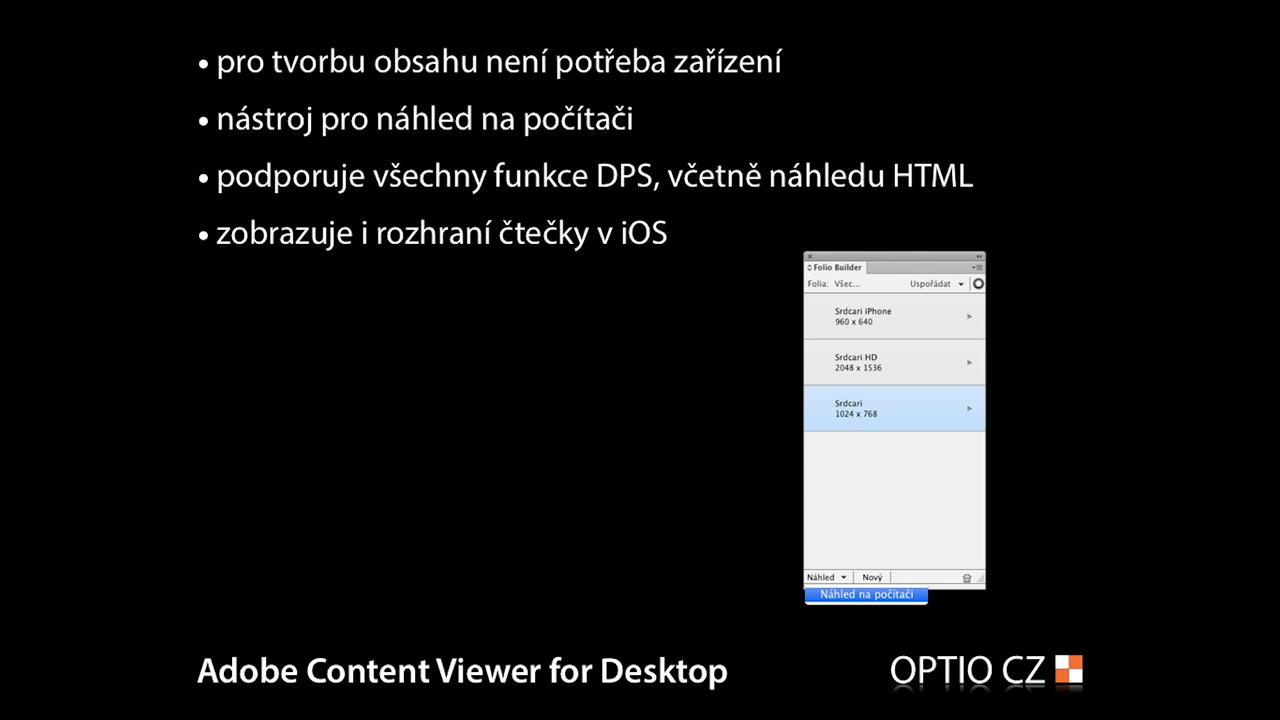 • pro tvorbu obsahu není potřeba zařízení
• nástroj pro náhled na počítači
• podporuje všechny funkce DPS, včetně náhledu HTML
• zobrazuje i rozhraní čtečky v iOS
Folio Builder
Folia: Všec... Uspořádat
Srdcari iPhone
960 x 640
Srdcari HD
2048 x 1536
Srdcari
1024 x 768
Náhled Nový
Náhled na počítači
Adobe Content Viewer for Desktop
OPTIO CZ